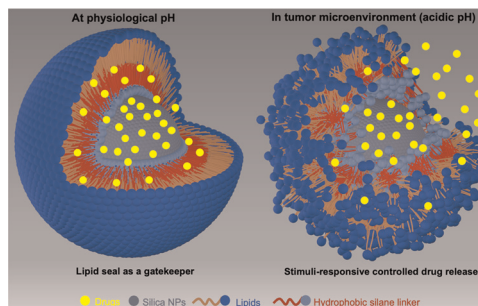 At physiological pH
In tumor microenvironment (acidic pH)
Lipid seal as a gatekeeper
Stimuli-responsive controlled drug release
Drugs
Silica NPs
Lipids
Hydrophobic silane linker